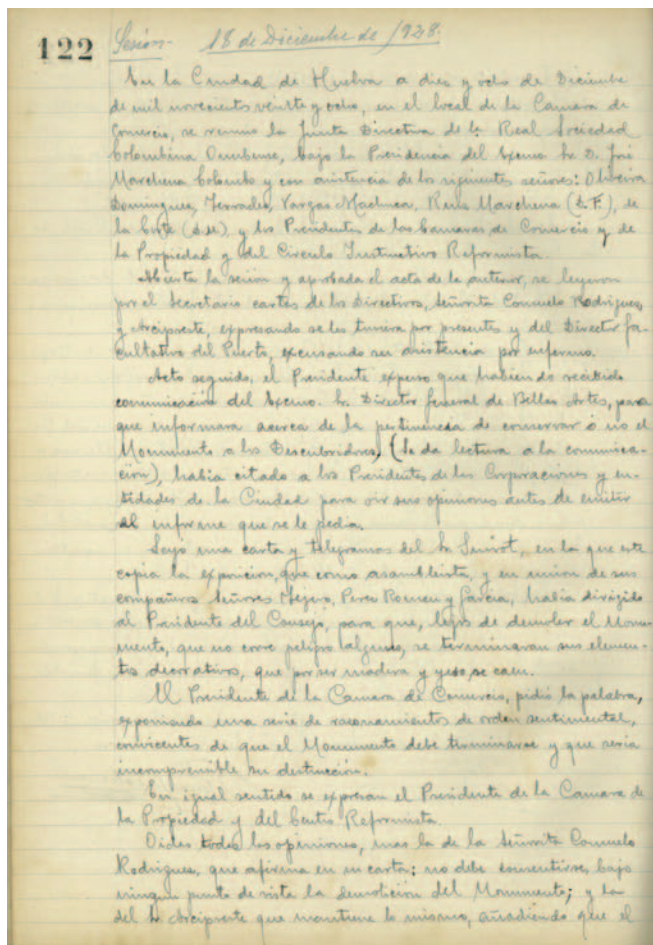 122
Sesión - 18 de Diciembre de 1928.
En la Ciudad de Huelva a diez y ocho de Diciembre
de mil novecientos veinte y ocho, en el local de la Camara de
Comercio, se reunio la Junta Directiva de la Real Sociedad
Colombina Onubense, bajo la Presidencia del Excmo Sr. D. José
Marchena Colombo y con asistencia de los siguientes señores: Oliveira
Dominguez, Terrades, Vargas Machuca, Ruiz Marchena (D. F.), de
la Corte (D. M.), y los Presidentes de las Camaras de Comercio y de
la Propiedad y del Circulo Instructivo Reformista.
Abierta la sesion y aprobada el acta de la anterior, se leyeron
por el Secretario cartas de los Directivos, Señorita Consuelo Rodriguez,
y Arcipreste, expresando se les tuviera por presentes y del Director fa-
cultativo del Puerto, excusando su asistencia por enfermo.
Acto seguido, el Presidente expuso que habiendo recibido
comunicación del Excmo. Sr. Director General de Bellas Artes, para
que informara acerca de la pertinencia de conservar ó no el
Monumento a los Descubridores, (se da lectura a la comunica-
ción), habia citado a los Presidentes de las Corporaciones y en-
tidades de la Ciudad para oir sus opiniones antes de emitir
el informe que se le pedia.
Leyó una carta y telegramas del Sr. en la que este
copia la exposicion, que como asambleista, y en union de sus
compañeros Señores Perez Romeu y Garcia, habia dirigido
al Presidente del Consejo, para que, lejos de demoler el Monu-
mento, que no corre peligro alguno, se terminaran sus elemen-
tos decorativos, que por ser madera y yeso, se caen.
El Presidente de la Camara de Comercio, pidio la palabra,
exponiendo una serie de razonamientos de orden sentimental,
convicentes de que el Monumento debe terminarse y que seria
incomprensible su destrucción.
En igual sentido se expresan el Presidente de la Camara de
la Propiedad y del Centro Reformista.
Oidas todas las opiniones, mas la de la Señorita Consuelo
Rodriguez, que afirma en su carta; no debe consentirse, bajo
ningun punto de vista la demolicion del Monumento; y la
del Sr. Arcipreste que mantiene lo mismo, añadiendo que el